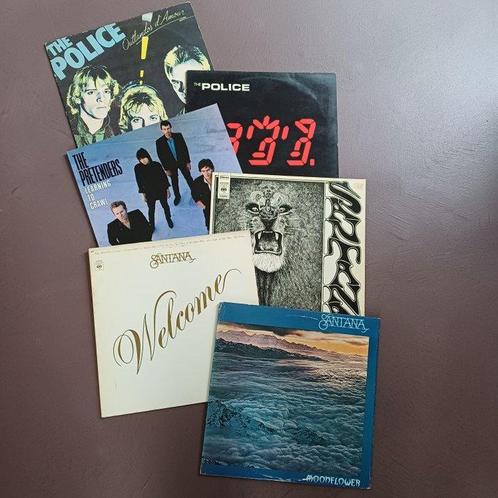 THE
POLICE
Outlandos d'Amour
THE POLICE
THE
PRETENDERS
LEARNING
TO
CRAWL
SANTANA
SANTANA
Welcome
SANTANA
MOONFLOWER